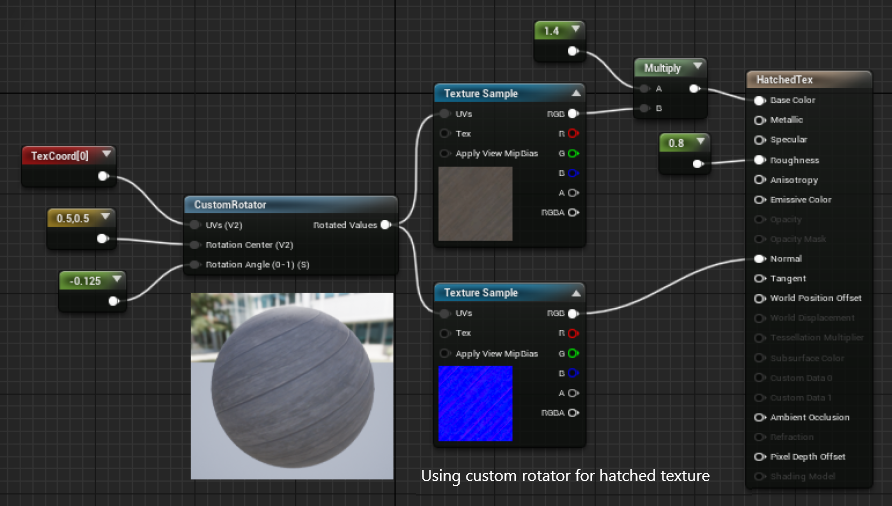 1.4
Multiply
A
B
HatchedTex
Base Color
Metallic
Specular
Roughness
Anisotropy
Emissive Color
Opacity
Opacity Mask
Normal
Tangent
World Position Offset
World Displacement
Tessellation Multiplier
Subsurface Color
Custom Data 0
Custom Data 1
Ambient Occlusion
Refraction
Pixel Depth Offset
Shading Model
0.8
Texture Sample
UVs
RGB
Tex
R
Apply View MipBias
G
B
A
RGBA
TexCoord[0]
0.5,0.5
-0.125
CustomRotator
UVs (V2)
Rotated Values
Rotation Center (V2)
Rotation Angle (0-1) (S)
Texture Sample
UVs
RGB
Tex
R
Apply View MipBias
G
B
A
RGBA
Using custom rotator for hatched texture